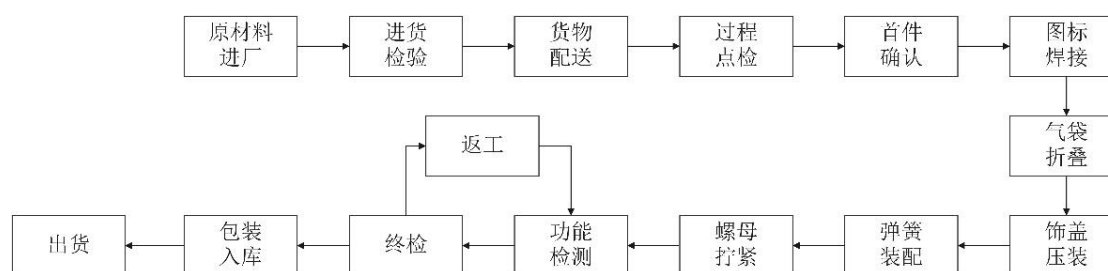 原材料
进厂
进货
检验
货物
配送
过程
点检
首件
确认
图标
焊接
气袋
折叠
返工
饰盖
压装
弹簧
装配
螺母
拧紧
功能
检测
终检
包装
入库
出货